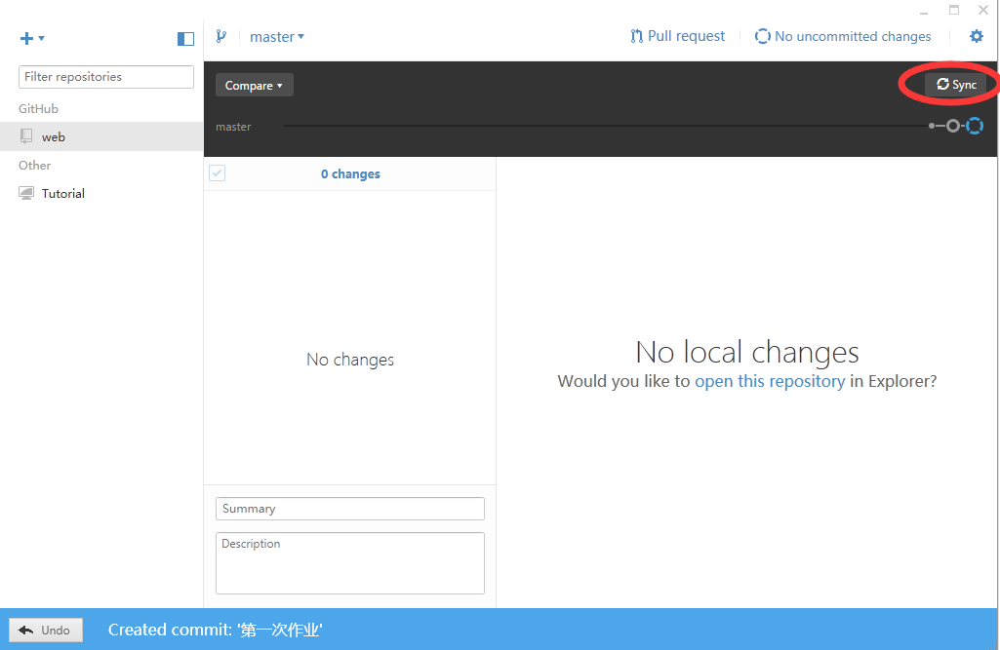 master
Pull request
No uncommitted changes
Filter repositories
Compare
Sync
GitHub
master
web
Other
0 changes
Tutorial
No changes
No local changes
Would you like to open this repository in Explorer?
Summary
Description
Undo
Created commit: '第一次作业'